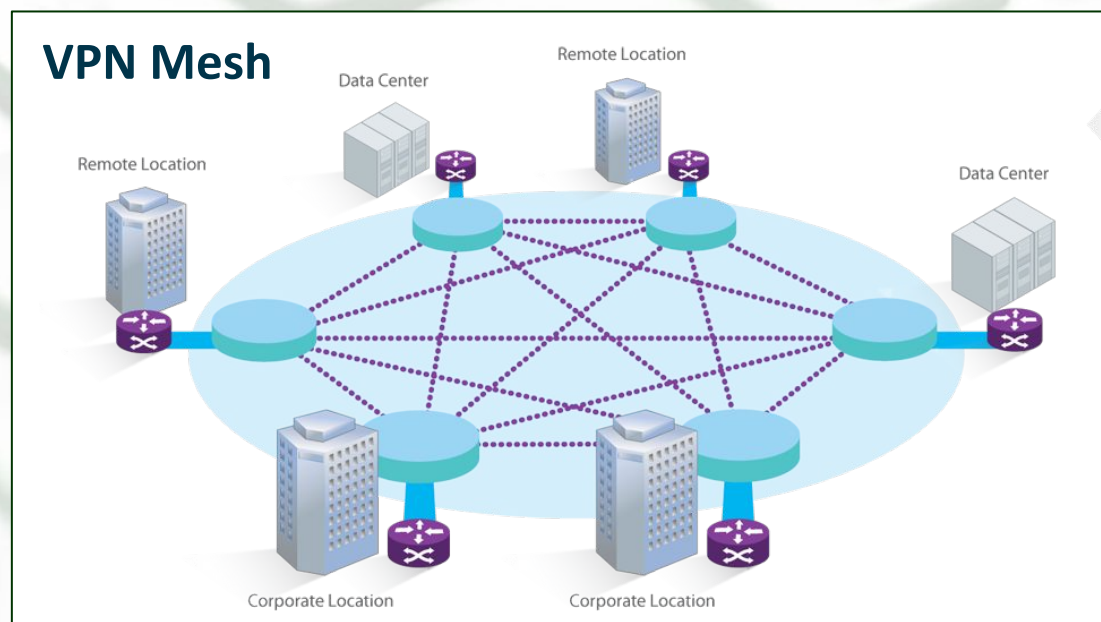 VPN Mesh
Remote Location
Data Center
Remote Location
Data Center
Corporate Location
Corporate Location